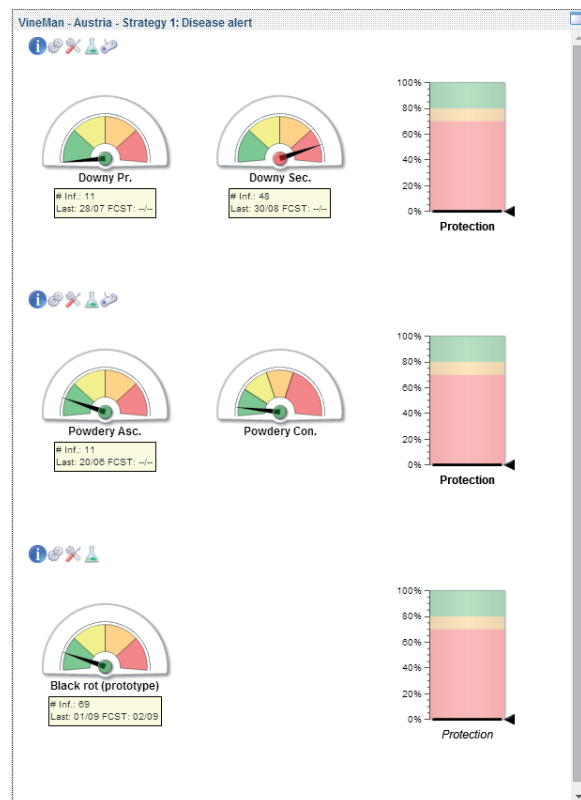 VineMan - Austria - Strategy 1: Disease alert
Downy Pr.
# Inf.: 11
Last: 28/07 FCST: --/--
Downy Sec.
# Inf.: 48
Last: 30/08 FCST: --/--
100%
80%
60%
40%
20%
0%
Protection
Powdery Asc.
# Inf.: 11
Last: 20/06 FCST: --/--
Powdery Con.
100%
80%
60%
40%
20%
0%
Protection
Black rot (prototype)
# Inf.: 69
Last: 01/09 FCST: 02/09
100%
80%
60%
40%
20%
0%
Protection